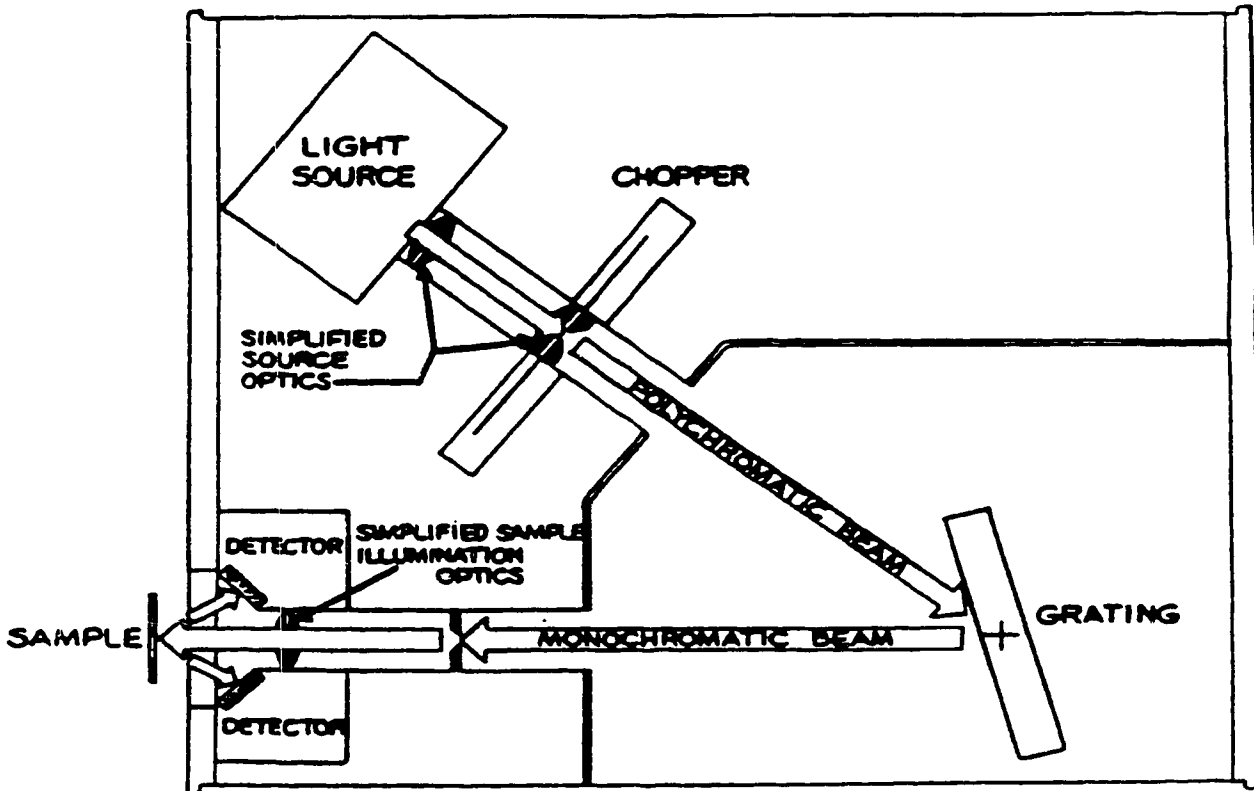 LIGHT
SOURCE
CHOPPER
SIMPLIFIED
SOURCE
OPTICS
POLYCHROMATIC BEAM
DETECTOR
SIMPLIFIED SAMPLE
ILLUMINATION
OPTICS
GRATING
SAMPLE
MONOCHROMATIC BEAM
DETECTOR